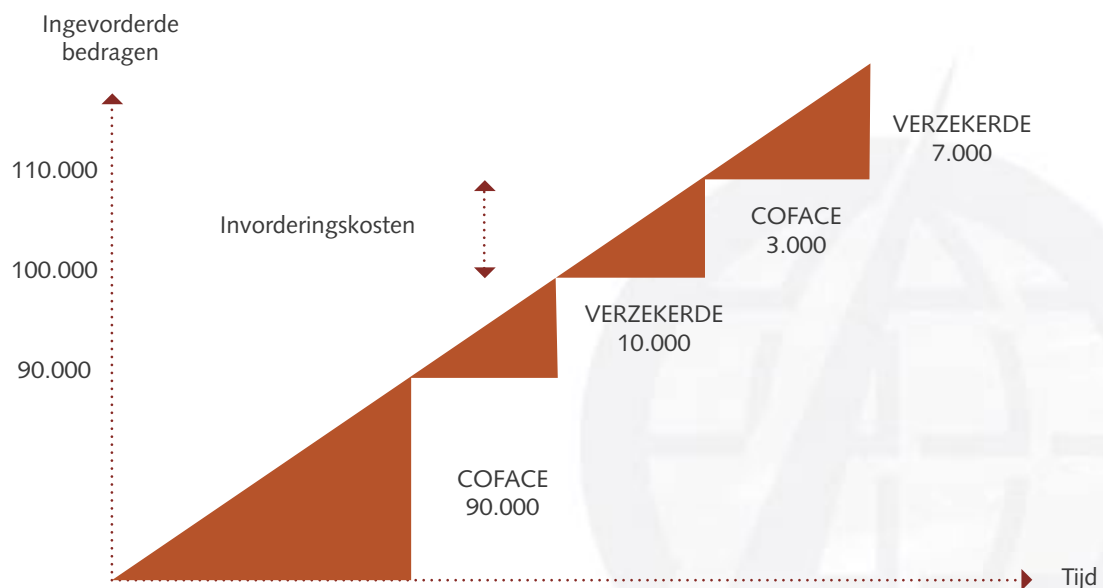 Ingevorderde
bedragen
VERZEKERDE
7.000
110.000
COFACE
3.000
Invorderingskosten
100.000
VERZEKERDE
10.000
90.000
COFACE
90.000
Tijd